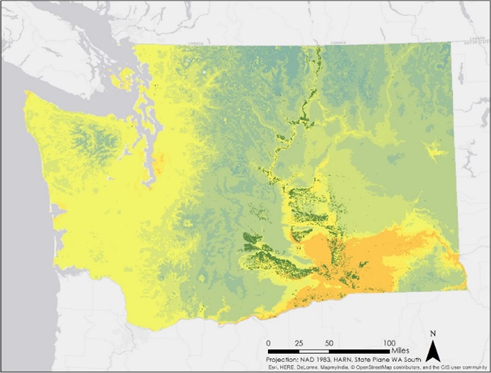 N
0 25 50 100
Miles
Projection: NAD 1983, HARN, State Plane WA South
Esri, HERE, DeLorme, MapmyIndia, © OpenStreetMap contributors, and the GIS user community